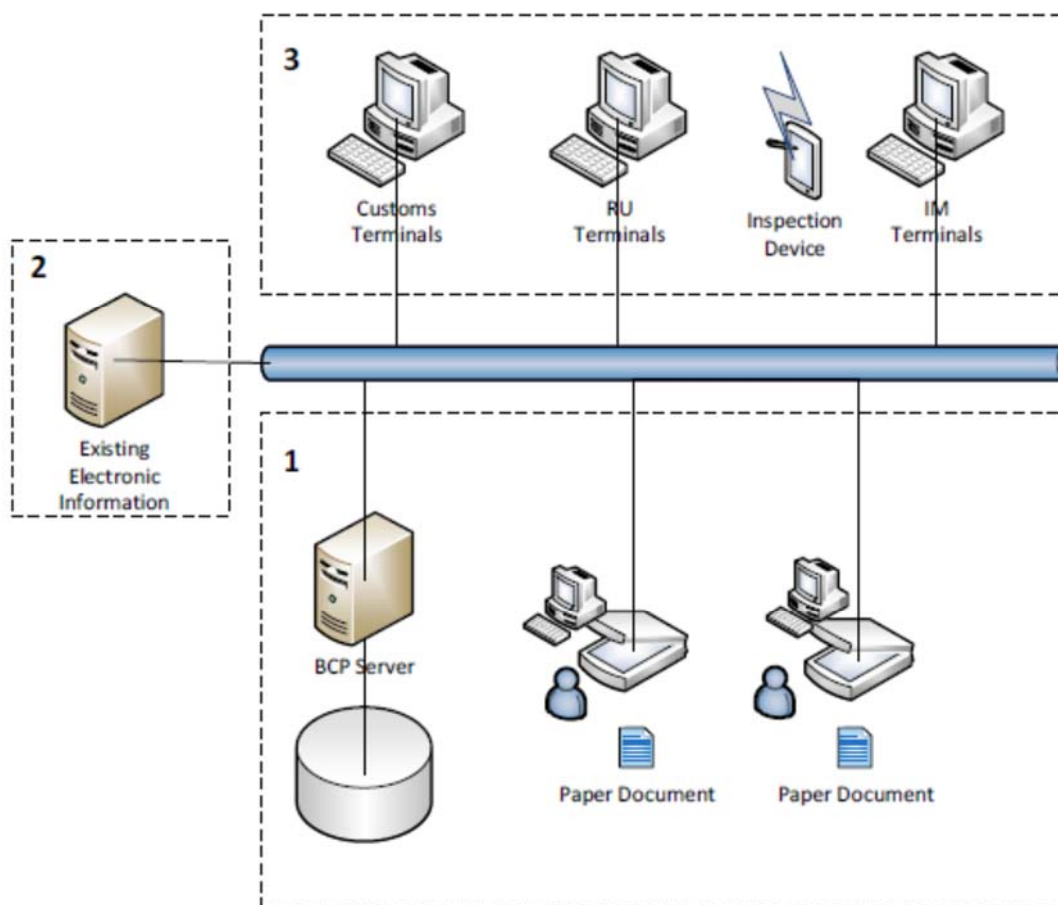 3
Customs
Terminals
RU
Terminals
Inspection
Device
IM
Terminals
2
Existing
Electronic
Information
1
BCP Server
Paper Document
Paper Document